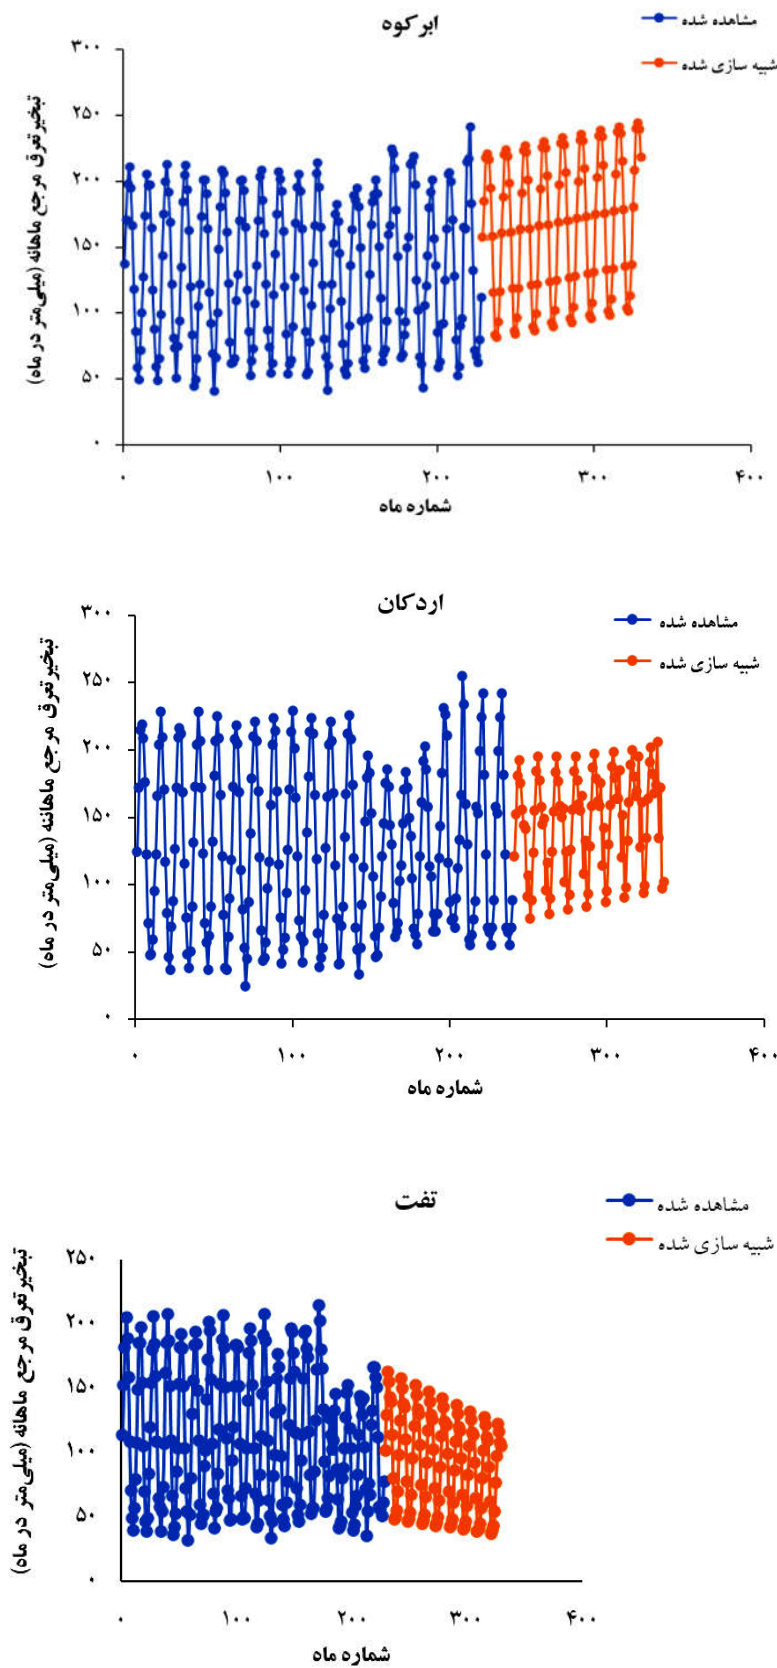 ابرکوه
مشاهده شده
شبیه سازی شده
تبخیر تعرق مرجع ماهانه (میلی‌متر در ماه)
۳۰۰
۲۵۰
۲۰۰
۱۵۰
۱۰۰
۵۰
۰
۰ ۱۰۰ ۲۰۰ ۳۰۰ ۴۰۰
شماره ماه
اردکان
مشاهده شده
شبیه سازی شده
تبخیر تعرق مرجع ماهاننه (میلی‌متر در ماه)
۳۰۰
۲۵۰
۲۰۰
۱۵۰
۱۰۰
۵۰
۰
۰ ۱۰۰ ۲۰۰ ۳۰۰ ۴۰۰
شماره ماه
تفت
مشاهده شده
شبیه سازی شده
تبخیر تعرق مرجع ماهانه (میلی‌متر در ماه)
۲۵۰
۲۰۰
۱۵۰
۱۰۰
۵۰
۰
۰ ۱۰۰ ۲۰۰ ۳۰۰ ۴۰۰
شماره ماه